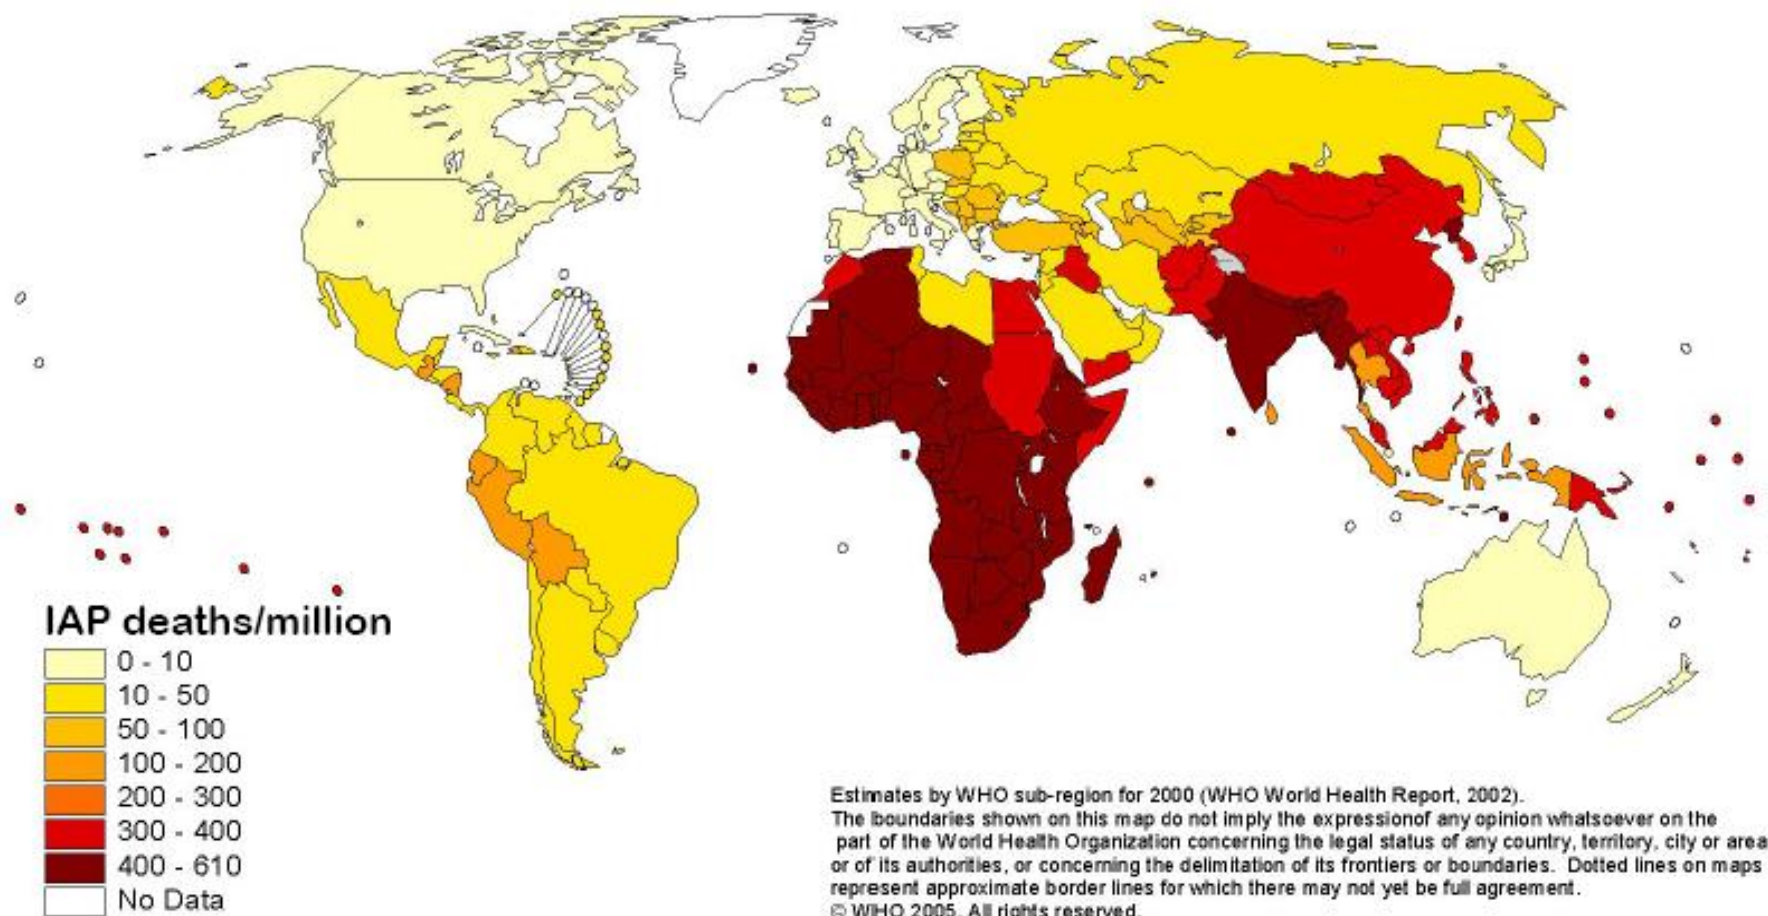 IAP deaths/million
0 - 10
10 - 50
50 - 100
100 - 200
200 - 300
300 - 400
400 - 610
No Data
Estimates by WHO sub-region for 2000 (WHO World Health Report, 2002).
The boundaries shown on this map do not imply the expressionof any opinion whatsoever on the
part of the World Health Organization concerning the legal status of any country, territory, city or area
or of its authorities, or concerning the delimitation of its frontiers or boundaries. Dotted lines on maps
represent approximate border lines for which there may not yet be full agreement.
© WHO 2005. All rights reserved.